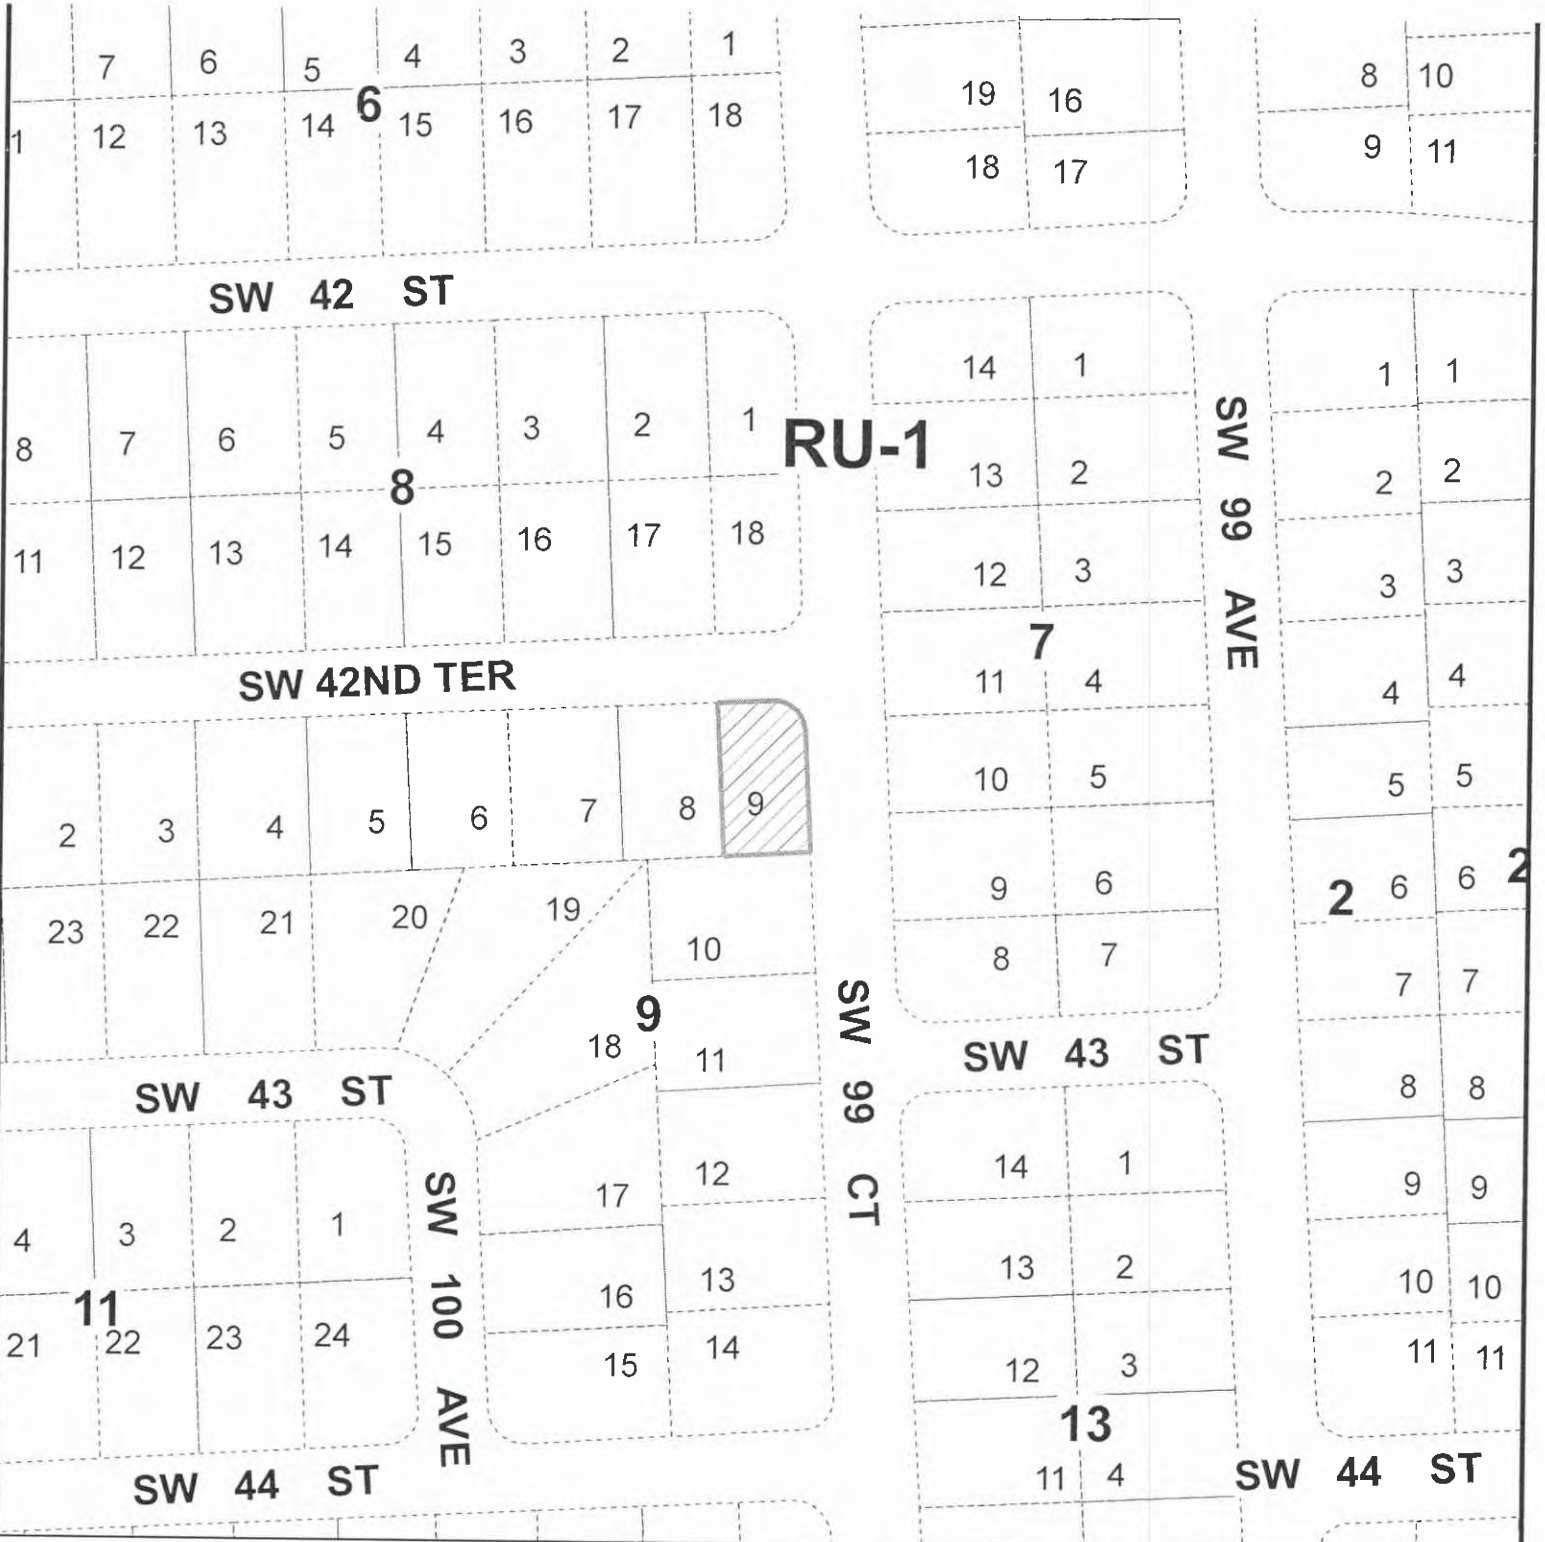 7 6 5 4 3 2 1
6
1 12 13 14 15 16 17 18
19 16
18 17
8 10
9 11
SW 42 ST
8 7 6 5 4 3 2 1
8
11 12 13 14 15 16 17 18
RU-1
14 1
13 2
12 3
7
11 4
10 5
9 6
8 7
SW 99 AVE
1 1
2 2
3 3
4 4
5 5
2 6 6 2
7 7
8 8
9 9
10 10
11 11
SW 42ND TER
2 3 4 5 6 7 8 9
23 22 21 20 19
10
9
18 11
17 12
16 13
15 14
SW 99 CT
SW 43 ST
SW 43 ST
4 3 2 1
11
21 22 23 24
SW 100 AVE
14 1
13 2
12 3
13
11 4
SW 44 ST
SW 44 ST